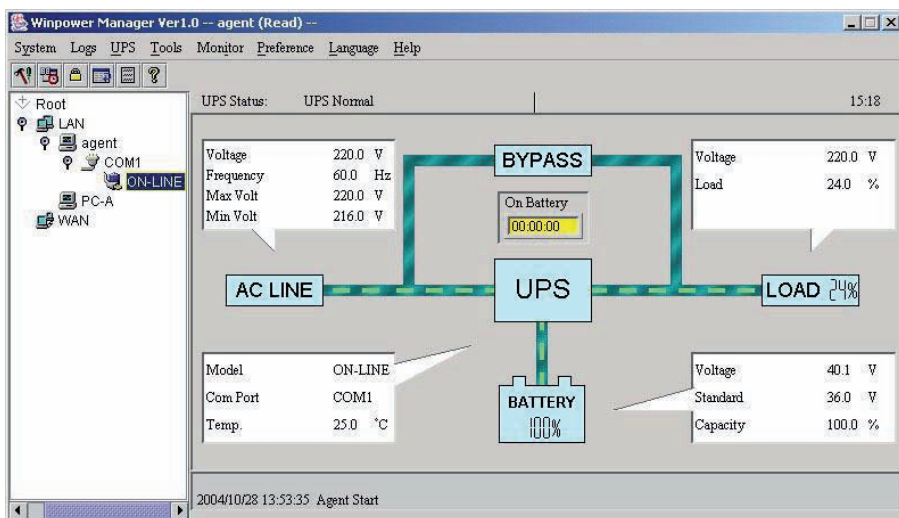 Winpower Manager Ver1.0 -- agent (Read) --
System Logs UPS Tools Monitor Preference Language Help
Root
LAN
agent
COM1
ON-LINE
PC-A
WAN
UPS Status: UPS Normal 15:18
Voltage 220.0 V
Frequency 60.0 Hz
Max Volt 220.0 V
Min Volt 216.0 V
BYPASS
On Battery
00:00:00
Voltage 220.0 V
Load 24.0 %
AC LINE
UPS
LOAD 24%
Model ON-LINE
Com Port COM1
Temp. 25.0 °C
BATTERY
100%
Voltage 40.1 V
Standard 36.0 V
Capacity 100.0 %
2004/10/28 13:53:35 Agent Start